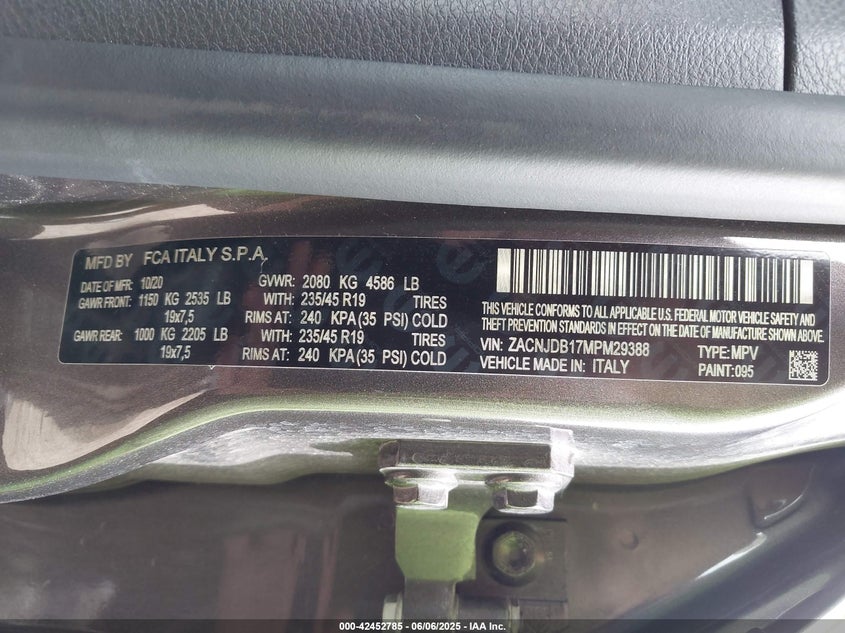 MFD BY FCA ITALY S.P.A.
DATE OF MFR: 10/20 GVWR: 2080 KG 4586 LB
GAWR FRONT: 1150 KG 2535 LB WITH: 235/45 R19 TIRES
19x7,5 RIMS AT: 240 KPA(35 PSI) COLD
GAWR REAR: 1000 KG 2205 LB WITH: 235/45 R19 TIRES
19x7,5 RIMS AT: 240 KPA(35 PSI) COLD
THIS VEHICLE CONFORMS TO ALL APPLICABLE U.S. FEDERAL MOTOR VEHICLE SAFETY AND
THEFT PREVENTION STANDARDS IN EFFECT ON THE DATE OF MANUFACTURE SHOWN ABOVE.
VIN: ZACNJDB17MPM29388 TYPE: MPV
VEHICLE MADE IN: ITALY PAINT: 095
000-42452785 - 06/06/2025 - IAA Inc.